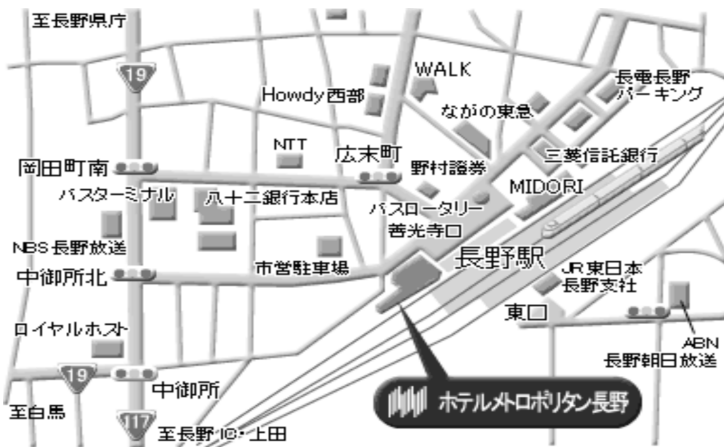 至長野県庁
19
WALK
長電長野
パーキング
Howdy西部
ながの東急
NTT
広末町
野村證券
三菱信託銀行
岡田町南
MIDORI
バスターミナル
八十二銀行本店
バスロータリー
善光寺口
NBS長野放送
市営駐車場
長野駅
中御所北
JR東日本
長野支社
東口
ロイヤルホスト
ABN
長野朝日放送
19
中御所
ホテルメトロポリタン長野
至白馬
117
至長野IC・上田